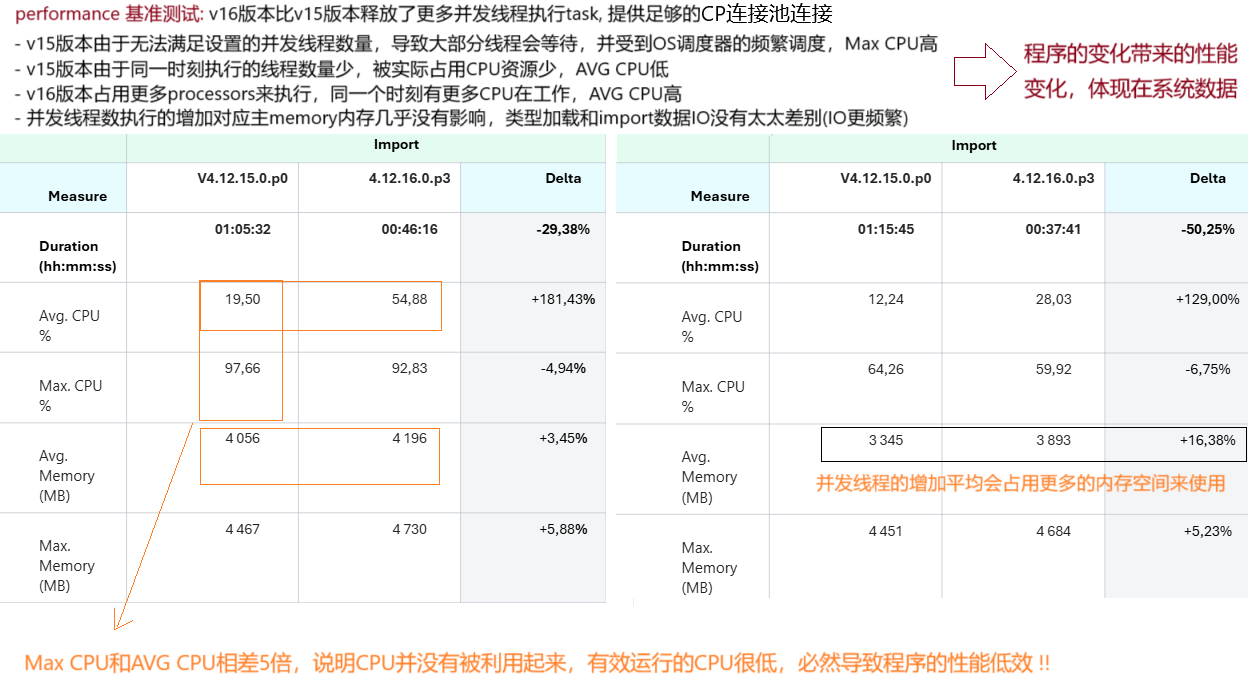 performance 基准测试: v16版本比v15版本释放了更多并发线程执行task, 提供足够的CP连接池连接
- v15版本由于无法满足设置的并发线程数量，导致大部分线程会等待，并受到OS调度器的频繁调度，Max CPU高
- v15版本由于同一时刻执行的线程数量少，被实际占用CPU资源少，AVG CPU低
- v16版本占用更多processors来执行，同一个时刻有更多CPU在工作，AVG CPU高
- 并发线程数执行的增加对应主memory内存几乎没有影响，类型加载和import数据IO没有太太差别(IO更频繁)
程序的变化带来的性能
变化，体现在系统数据
Import
Measure V4.12.15.0.p0 4.12.16.0.p3 Delta
Duration (hh:mm:ss) 01:05:32 00:46:16 -29,38%
Avg. CPU % 19,50 54,88 +181,43%
Max. CPU % 97,66 92,83 -4,94%
Avg. Memory (MB) 4 056 4 196 +3,45%
Max. Memory (MB) 4 467 4 730 +5,88%
Import
Measure V4.12.15.0.p0 4.12.16.0.p3 Delta
Duration (hh:mm:ss) 01:15:45 00:37:41 -50,25%
Avg. CPU % 12,24 28,03 +129,00%
Max. CPU % 64,26 59,92 -6,75%
Avg. Memory (MB) 3 345 3 893 +16,38%
并发线程的增加平均会占用更多的内存空间来使用
Max. Memory (MB) 4 451 4 684 +5,23%
Max CPU和AVG CPU相差5倍，说明CPU并没有被利用起来，有效运行的CPU很低，必然导致程序的性能低效 !!